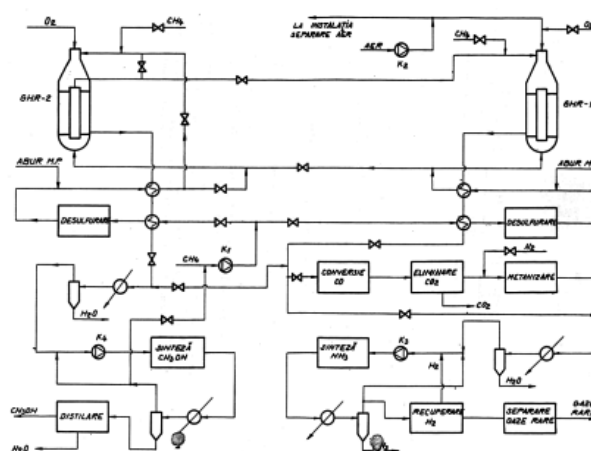 O2
CH4
LA INSTALAȚIA
SEPARARE AER
AER
K2
CH4
GHR-2
GHR-
ABUR M.P
ABUR M
DESULFURARE
DESULFURARE
CH4
K1
N2
CONVERSIE
CO
ELIMINARE
CO2
METANIZARE
CO2
H2O
K4
SINTEZĂ
CH3OH
SINTEZĂ
NH3
K3
H2
H2O
CH3OH
DISTILARE
RECUPERARE
H2
SEPARARE
GAZE RARE
GAZE
RARE
H2O